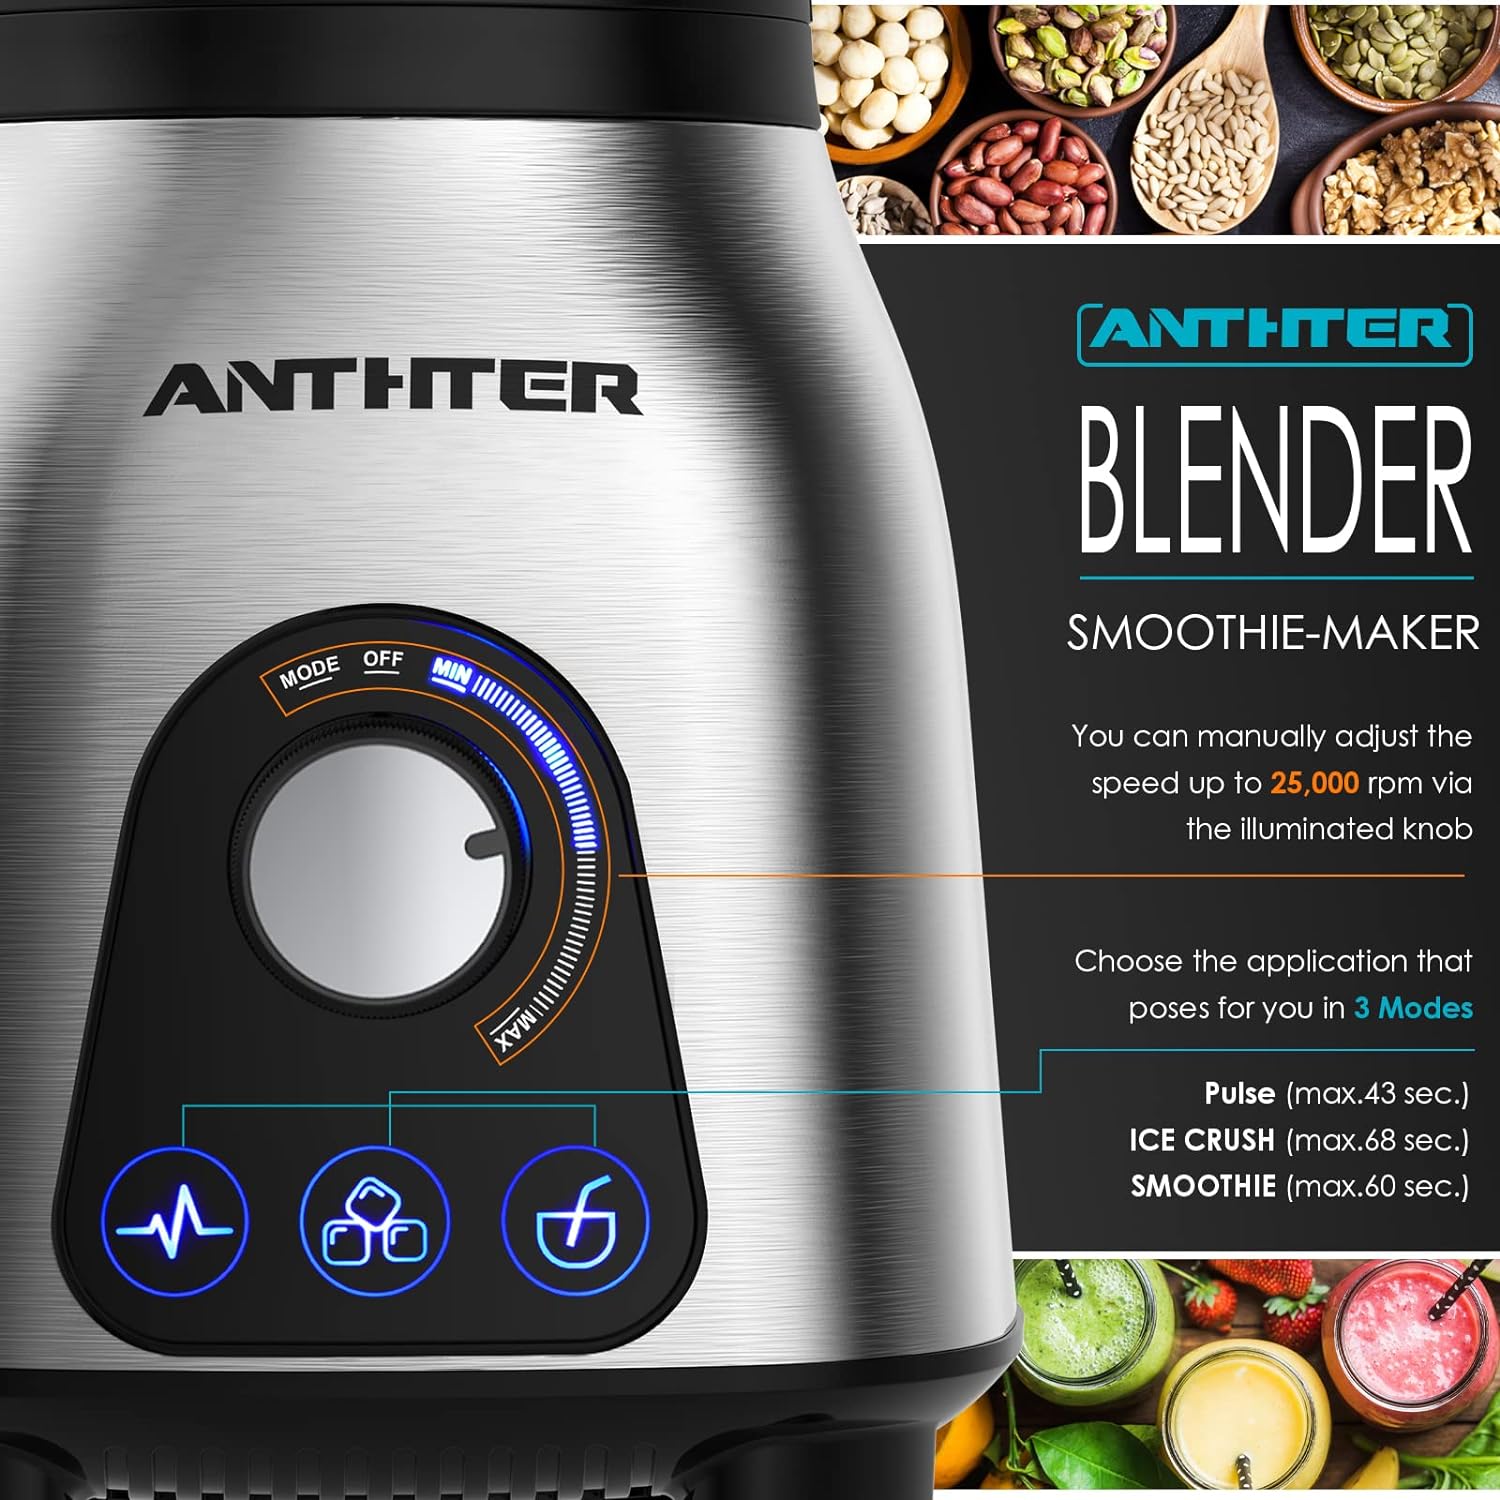 ANTHTER
MODE OFF MIN
MAX
ANTHTER
BLENDER
SMOOTHIE-MAKER
You can manually adjust the
speed up to 25,000 rpm via
the illuminated knob
Choose the application that
poses for you in 3 Modes
Pulse (max.43 sec.)
ICE CRUSH (max.68 sec.)
SMOOTHIE (max.60 sec.)